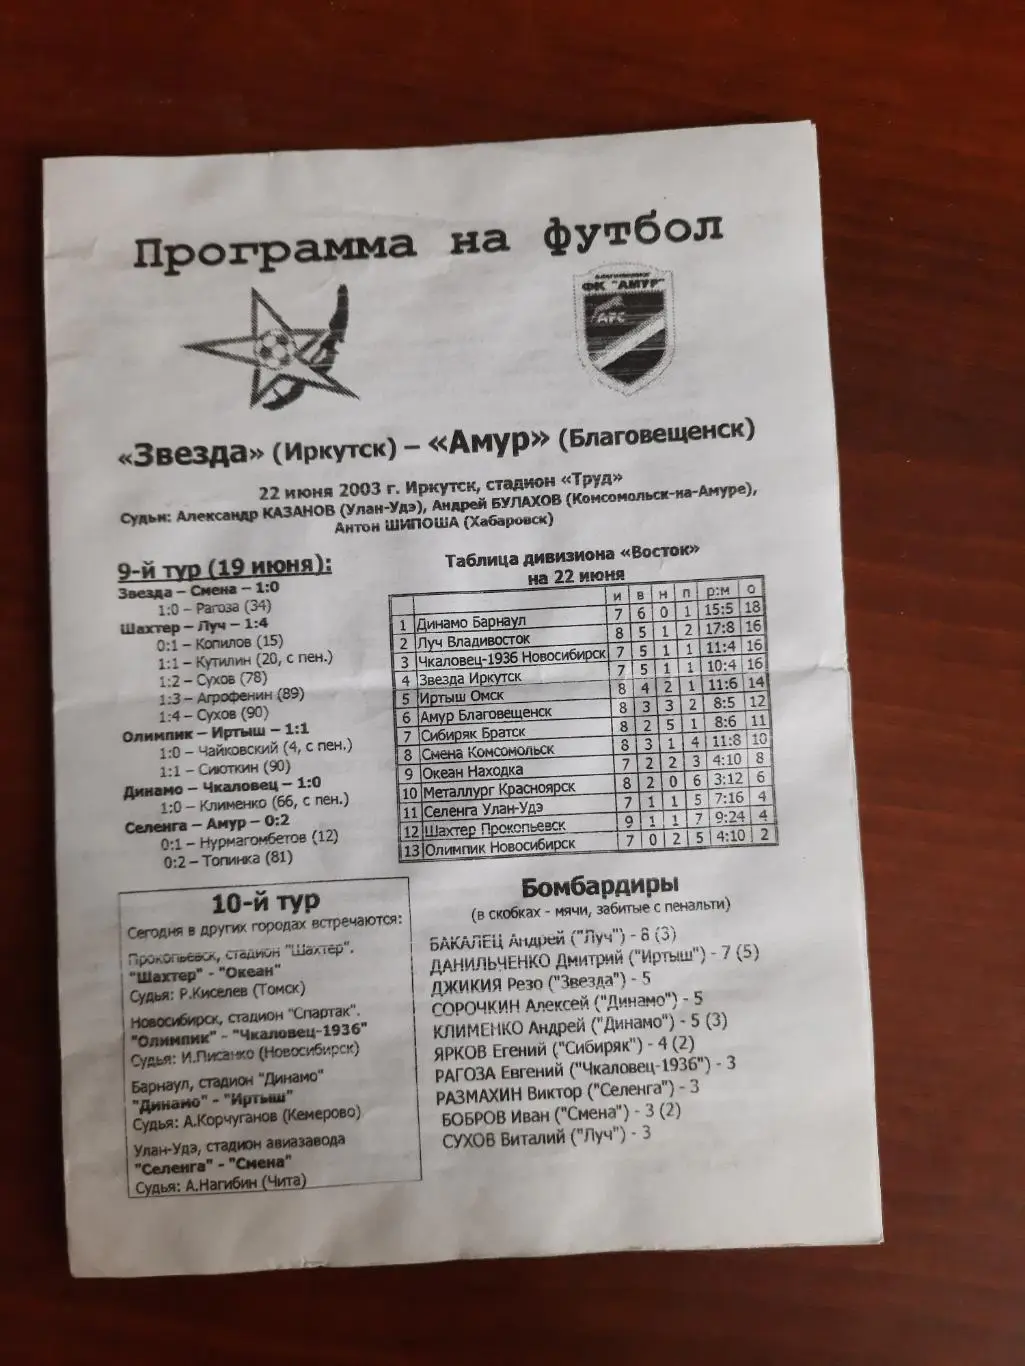 Программа на футбол
БЛАГОВЕЩЕНСК
ФК "АМУР"
AFC
«Звезда» (Иркутск) – «Амур» (Благовещенск)
22 июня 2003 г. Иркутск, стадион «Труд»
Судьи: Александр КАЗАНОВ (Улан-Удэ), Андрей БУЛАХОВ (Комсомольск-на-Амуре),
Антон ШИПОША (Хабаровск)
9-й тур (19 июня):
Звезда – Смена – 1:0
1:0 – Рагоза (34)
Шахтер – Луч – 1:4
0:1 – Копилов (15)
1:1 – Кутилин (20, с пен.)
1:2 – Сухов (78)
1:3 – Агрофенин (89)
1:4 – Сухов (90)
Олимпик – Иртыш – 1:1
1:0 – Чайковский (4, с пен.)
1:1 – Сиюткин (90)
Динамо – Чкаловец – 1:0
1:0 – Клименко (66, с пен.)
Селенга – Амур – 0:2
0:1 – Нурмагомбетов (12)
0:2 – Топинка (81)
Таблица дивизиона «Восток»
на 22 июня
и в н п р:м о
1 Динамо Барнаул 7 6 0 1 15:5 18
2 Луч Владивосток 8 5 1 2 17:8 16
3 Чкаловец-1936 Новосибирск 7 5 1 1 11:4 16
4 Звезда Иркутск 7 5 1 1 10:4 16
5 Иртыш Омск 8 4 2 1 11:6 14
6 Амур Благовещенск 8 3 3 2 8:5 12
7 Сибиряк Братск 8 2 5 1 8:6 11
8 Смена Комсомольск 8 3 1 4 11:8 10
9 Океан Находка 7 2 2 3 4:10 8
10 Металлург Красноярск 8 2 0 6 3:12 6
11 Селенга Улан-Удэ 7 1 1 5 7:16 4
12 Шахтер Прокопьевск 9 1 1 7 9:24 4
13 Олимпик Новосибирск 7 0 2 5 4:10 2
10-й тур
Сегодня в других городах встречаются:
Прокопьевск, стадион "Шахтер".
"Шахтер" - "Океан"
Судья: Р.Киселев (Томск)
Новосибирск, стадион "Спартак".
"Олимпик" - "Чкаловец-1936"
Судья: И.Писанко (Новосибирск)
Барнаул, стадион "Динамо"
"Динамо" - "Иртыш"
Судья: А.Корчуганов (Кемерово)
Улан-Удэ, стадион авиазавода
"Селенга" - "Смена"
Судья: А.Нагибин (Чита)
Бомбардиры
(в скобках - мячи, забитые с пенальти)
БАКАЛЕЦ Андрей ("Луч") - 8 (3)
ДАНИЛЬЧЕНКО Дмитрий ("Иртыш") - 7 (5)
ДЖИКИЯ Резо ("Звезда") - 5
СОРОЧКИН Алексей ("Динамо") - 5
КЛИМЕНКО Андрей ("Динамо") - 5 (3)
ЯРКОВ Егений ("Сибиряк") - 4 (2)
РАГОЗА Евгений ("Чкаловец-1936") - 3
РАЗМАХИН Виктор ("Селенга") - 3
БОБРОВ Иван ("Смена") - 3 (2)
СУХОВ Виталий ("Луч") - 3